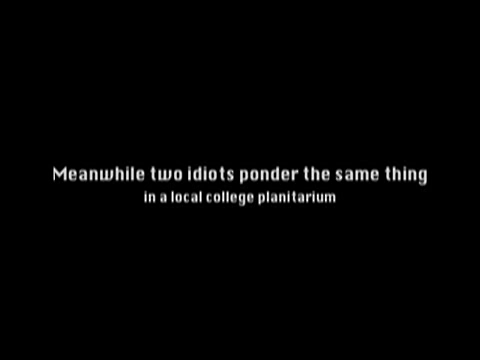 Meanwhile two idiots ponder the same thing
in a local college planitarium